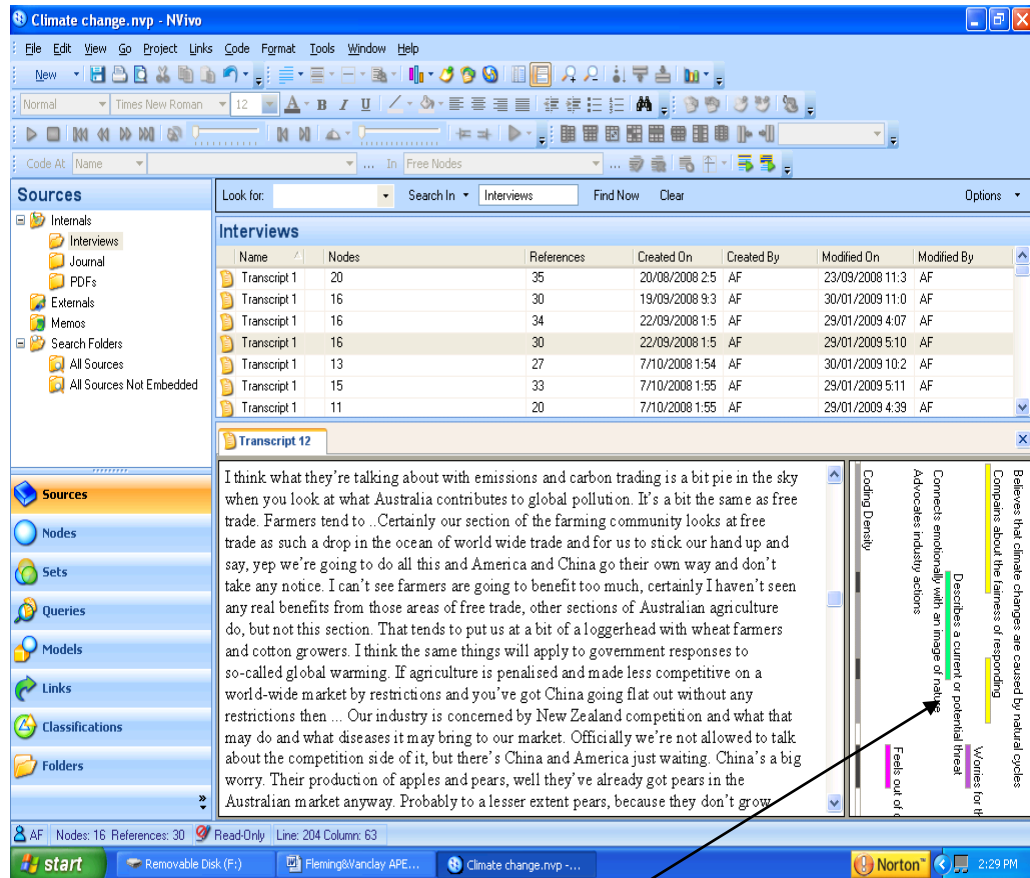 Climate change.nvp - NVivo
File Edit View Go Project Links Code Format Tools Window Help
New
Normal Times New Roman 12 A B I U
Code At Name ... In Free Nodes ...
Sources
Internals
Interviews
Journal
PDFs
Externals
Memos
Search Folders
All Sources
All Sources Not Embedded
Sources
Nodes
Sets
Queries
Models
Links
Classifications
Folders
Look for: Search In Interviews Find Now Clear Options
Interviews
Name Nodes References Created On Created By Modified On Modified By
Transcript 1 20 35 20/08/2008 2:5 AF 23/09/2008 11:3 AF
Transcript 1 16 30 19/09/2008 9:3 AF 30/01/2009 11:0 AF
Transcript 1 16 34 22/09/2008 1:5 AF 29/01/2009 4:07 AF
Transcript 1 16 30 22/09/2008 1:5 AF 29/01/2009 5:10 AF
Transcript 1 13 27 7/10/2008 1:54 AF 30/01/2009 10:2 AF
Transcript 1 15 33 7/10/2008 1:55 AF 29/01/2009 5:11 AF
Transcript 1 11 20 7/10/2008 1:55 AF 29/01/2009 4:39 AF
Transcript 12
I think what they're talking about with emissions and carbon trading is a bit pie in the sky
when you look at what Australia contributes to global pollution. It's a bit the same as free
trade. Farmers tend to ..Certainly our section of the farming community looks at free
trade as such a drop in the ocean of world wide trade and for us to stick our hand up and
say, yep we're going to do all this and America and China go their own way and don't
take any notice. I can't see farmers are going to benefit too much, certainly I haven't seen
any real benefits from those areas of free trade, other sections of Australian agriculture
do, but not this section. That tends to put us at a bit of a loggerhead with wheat farmers
and cotton growers. I think the same things will apply to government responses to
so-called global warming. If agriculture is penalised and made less competitive on a
world-wide market by restrictions and you've got China going flat out without any
restrictions then ... Our industry is concerned by New Zealand competition and what that
may do and what diseases it may bring to our market. Officially we're not allowed to talk
about the competition side of it, but there's China and America just waiting. China's a big
worry. Their production of apples and pears, well they've already got pears in the
Australian market anyway. Probably to a lesser extent pears, because they don't grow
Believes that climate changes are caused by natural cycles
Compains about the fairness of responding
Worries for th
Describes a current or potential threat
Connects emotionally with an image of nature
Feels out of c
Advocates industry actions
Coding Density
AF Nodes: 16 References: 30 Read-Only Line: 204 Column: 63
start Removable Disk (F:) Fleming&Vanclay APE... Climate change.nvp -... Norton™ 2:29 PM